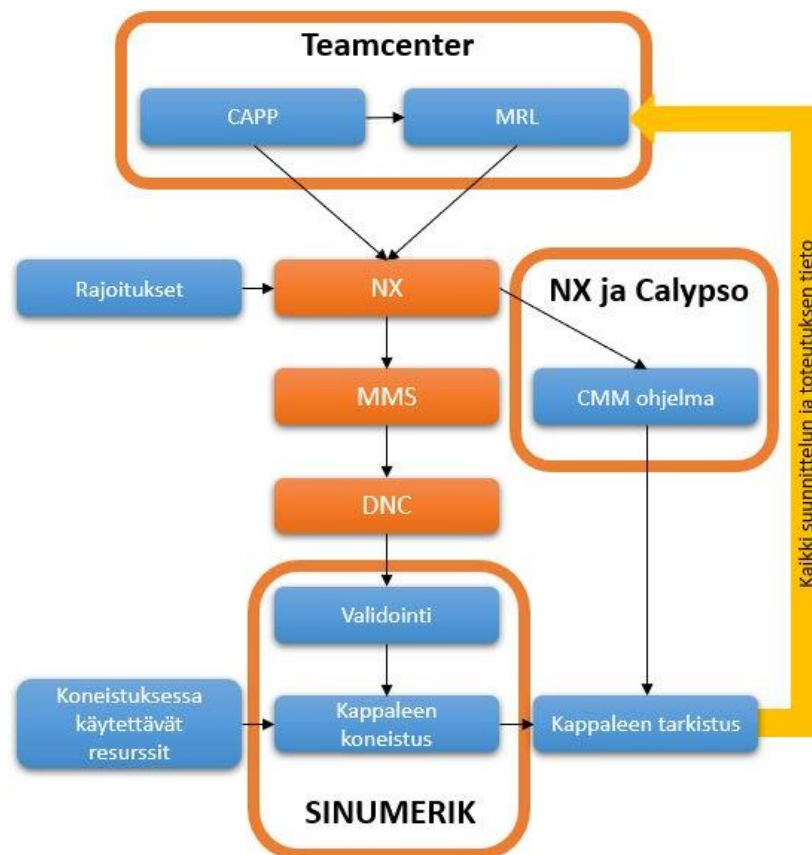 Teamcenter
CAPP
MRL
Rajoitukset
NX
NX ja Calypso
MMS
CMM ohjelma
DNC
Validointi
Koneistuksessa
käytettävät
resurssit
Kappaleen
koneistus
Kappaleen tarkistus
SINUMERIK
Kaikki suunnittelun ja toteutuksen tieto